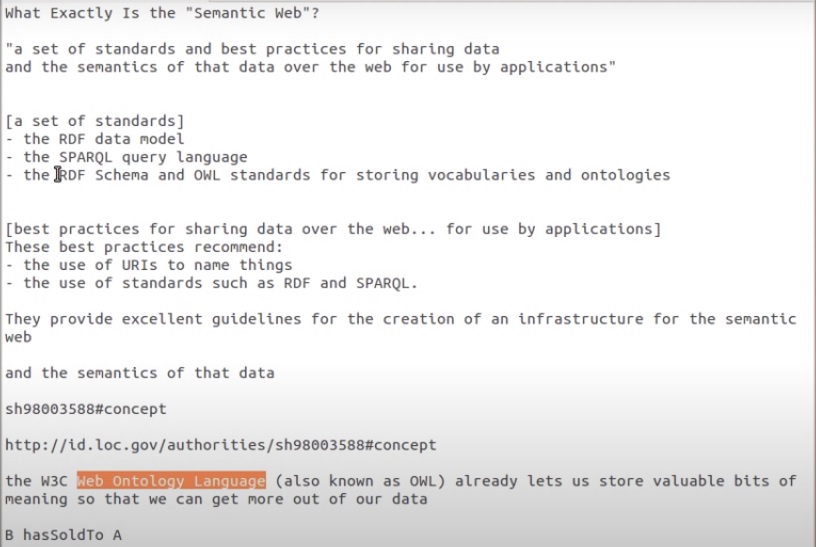 What Exactly Is the "Semantic Web"?
"a set of standards and best practices for sharing data
and the semantics of that data over the web for use by applications"
[a set of standards]
- the RDF data model
- the SPARQL query language
- the RDF Schema and OWL standards for storing vocabularies and ontologies
[best practices for sharing data over the web... for use by applications]
These best practices recommend:
- the use of URIs to name things
- the use of standards such as RDF and SPARQL.
They provide excellent guidelines for the creation of an infrastructure for the semantic
web
and the semantics of that data
sh98003588#concept
http://id.loc.gov/authorities/sh98003588#concept
the W3C Web Ontology Language (also known as OWL) already lets us store valuable bits of
meaning so that we can get more out of our data
B hasSoldTo A